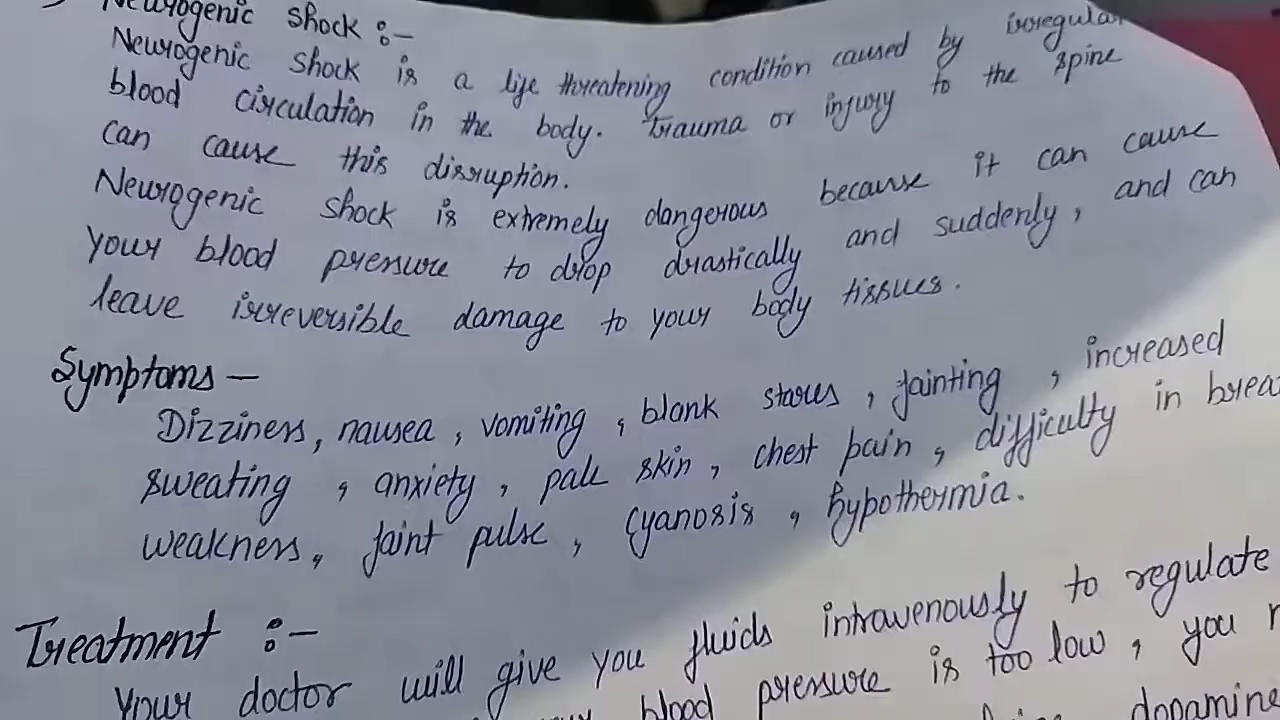 Neurogenic shock :-
Neurogenic shock is a life threatening condition caused by irregular
blood circulation in the body. Trauma or injury to the spine
can cause this disruption.
Neurogenic shock is extremely dangerous because it can cause
your blood pressure to drop drastically and suddenly, and can
leave irreversible damage to your body tissues.
Symptoms -
Dizziness, nausea, vomiting, blank stares, fainting, increased
sweating, anxiety, pale skin, chest pain, difficulty in brea
weakness, faint pulse, cyanosis, hypothermia.
Treatment :-
Your doctor will give you fluids intravenously to regulate
blood pressure is too low, you
dopamine